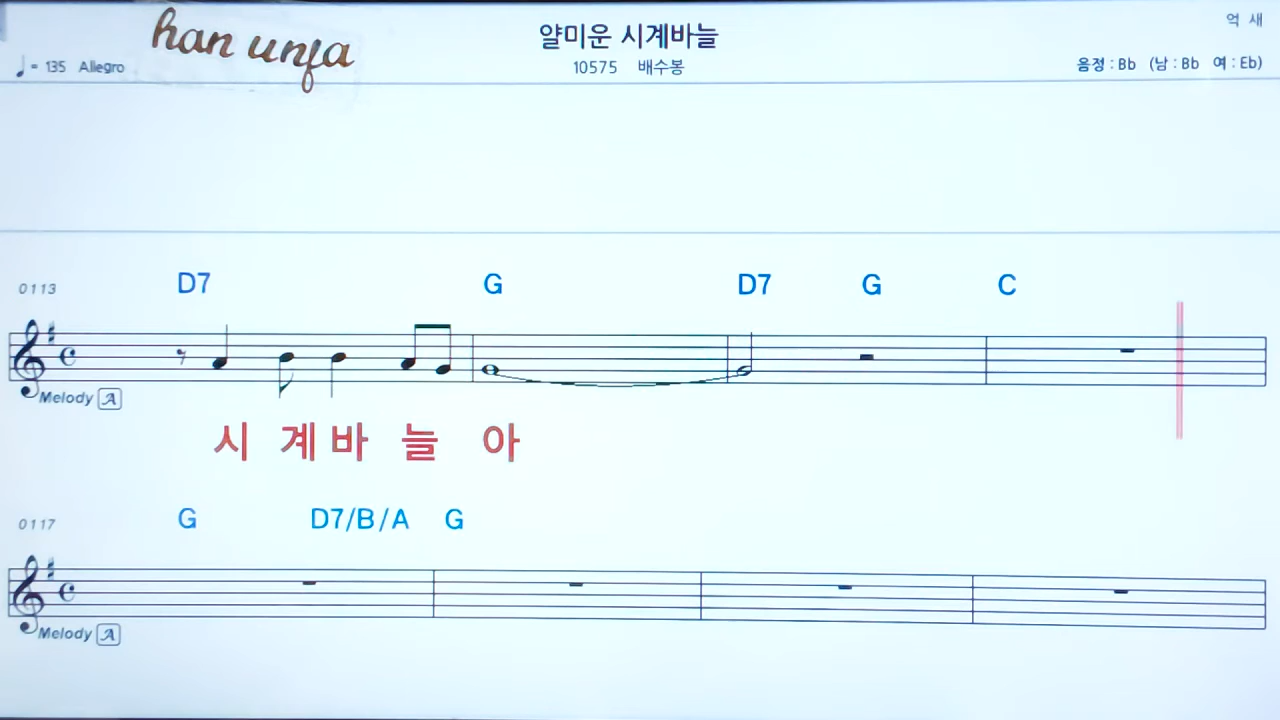 han unfa
얄미운 시계바늘
억 새
♩= 135 Allegro
10575 배수봉
음정 : Bb (남 : Bb 여 : Eb)
0113
D7 G D7 G C
Melody A
시 계 바 늘 아
0117
G D7/B/A G
Melody A